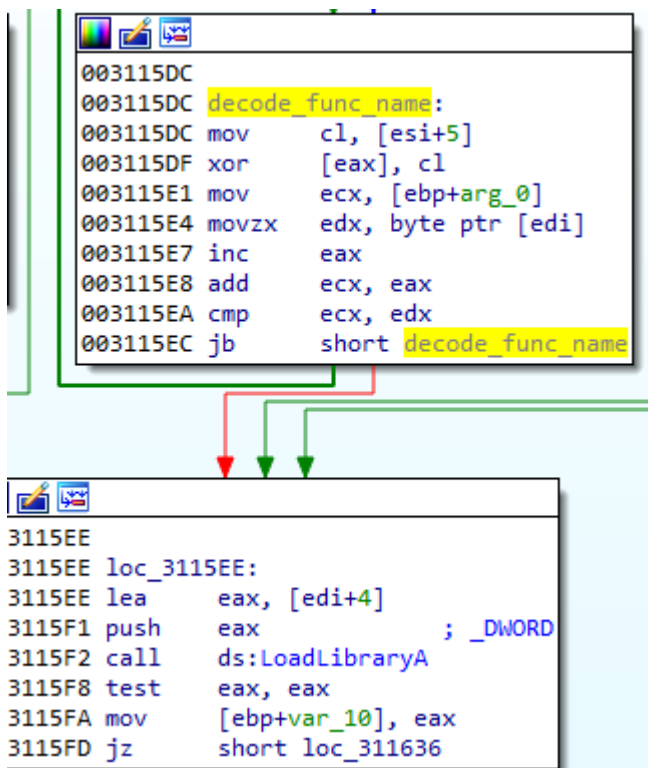 003115DC
003115DC decode_func_name:
003115DC mov cl, [esi+5]
003115DF xor [eax], cl
003115E1 mov ecx, [ebp+arg_0]
003115E4 movzx edx, byte ptr [edi]
003115E7 inc eax
003115E8 add ecx, eax
003115EA cmp ecx, edx
003115EC jb short decode_func_name
3115EE
3115EE loc_3115EE:
3115EE lea eax, [edi+4]
3115F1 push eax ; _DWORD
3115F2 call ds:LoadLibraryA
3115F8 test eax, eax
3115FA mov [ebp+var_10], eax
3115FD jz short loc_311636